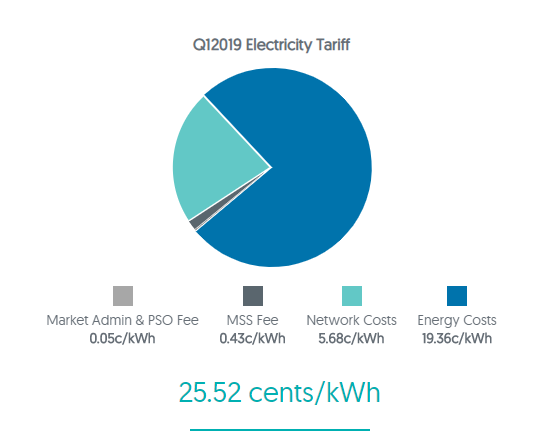 Q12019 Electricity Tariff
Market Admin & PSO Fee
0.05c/kWh
MSS Fee
0.43c/kWh
Network Costs
5.68c/kWh
Energy Costs
19.36c/kWh
25.52 cents/kWh